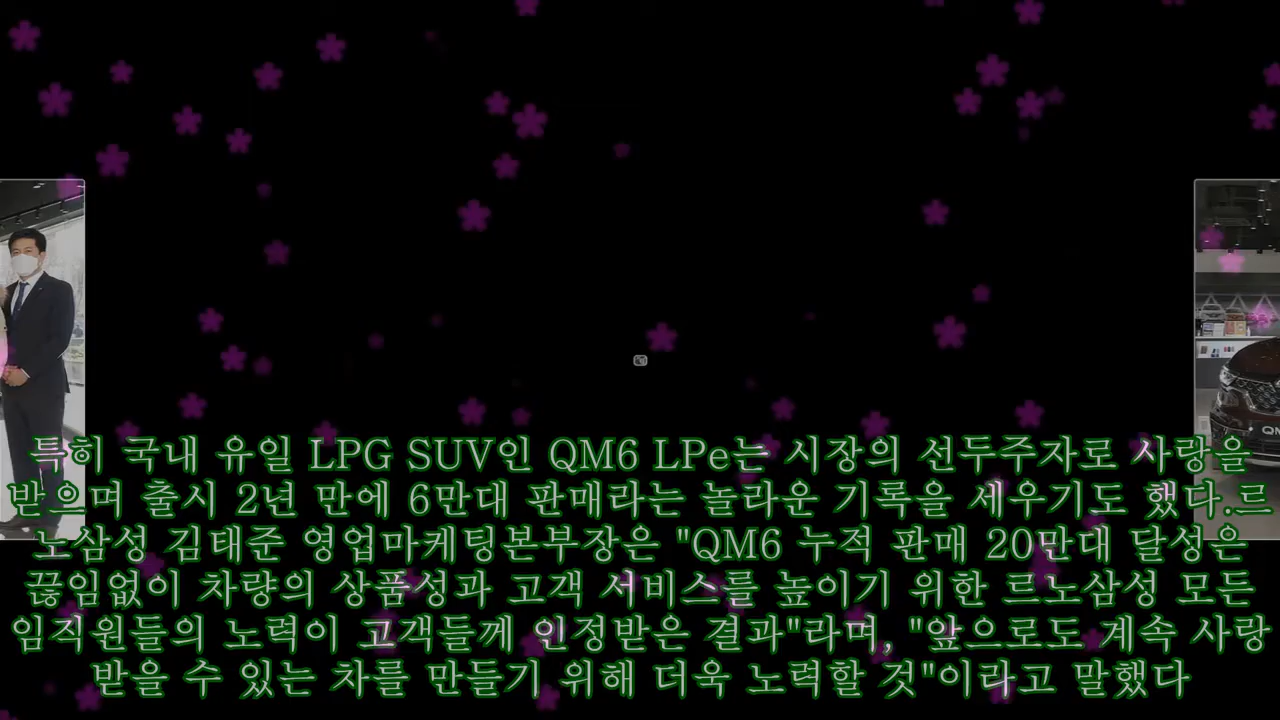 특히 국내 유일 LPG SUV인 QM6 LPe는 시장의 선두주자로 사랑을
받으며 출시 2년 만에 6만대 판매라는 놀라운 기록을 세우기도 했다.르
노삼성 김태준 영업마케팅본부장은 "QM6 누적 판매 20만대 달성은
끊임없이 차량의 상품성과 고객 서비스를 높이기 위한 르노삼성 모든
임직원들의 노력이 고객들께 인정받은 결과"라며, "앞으로도 계속 사랑
받을 수 있는 차를 만들기 위해 더욱 노력할 것"이라고 말했다